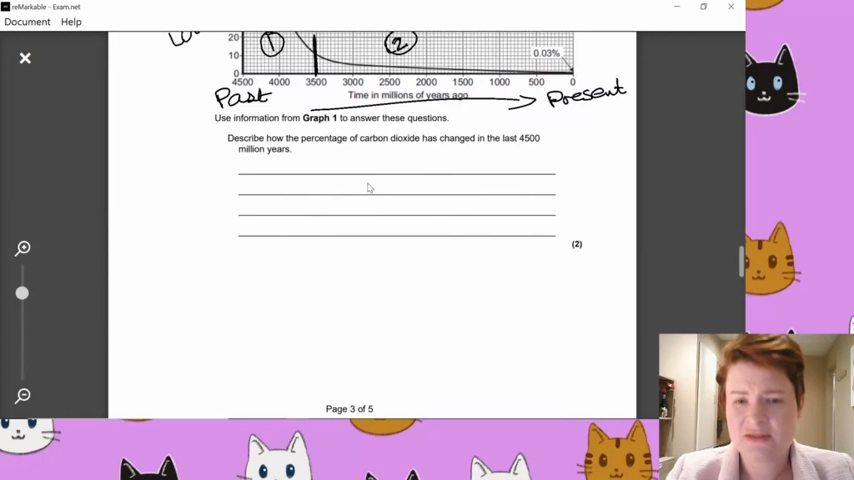 reMarkable - Exam.net
Document Help
20
10
0
① ②
0.03%
4500 4000 3500 3000 2500 2000 1500 1000 500 0
Time in millions of years ago
Past Present
Use information from Graph 1 to answer these questions.
Describe how the percentage of carbon dioxide has changed in the last 4500
million years.
(2)
Page 3 of 5